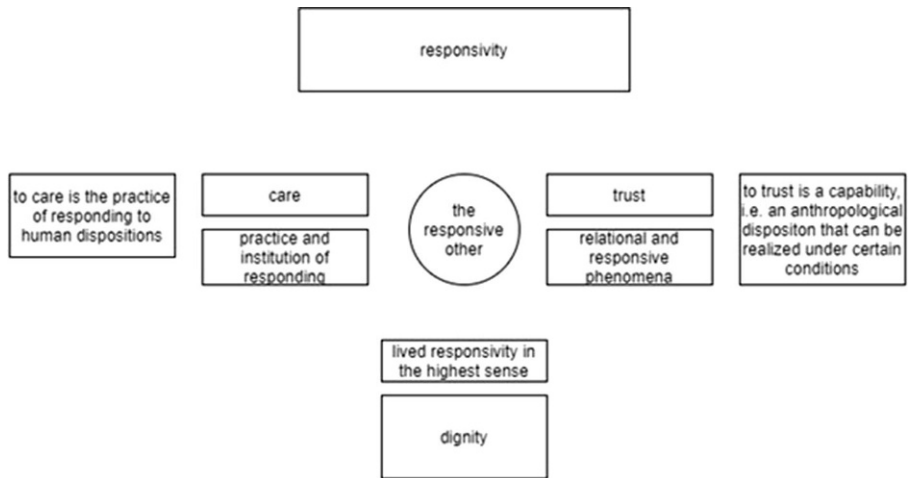 responsivity
to care is the practice
of responding to
human dispositions
care
practice and
institution of
responding
the
responsive
other
trust
relational and
responsive
phenomena
to trust is a capability,
i.e. an anthropological
dispositon that can be
realized under certain
conditions
lived responsivity in
the highest sense
dignity